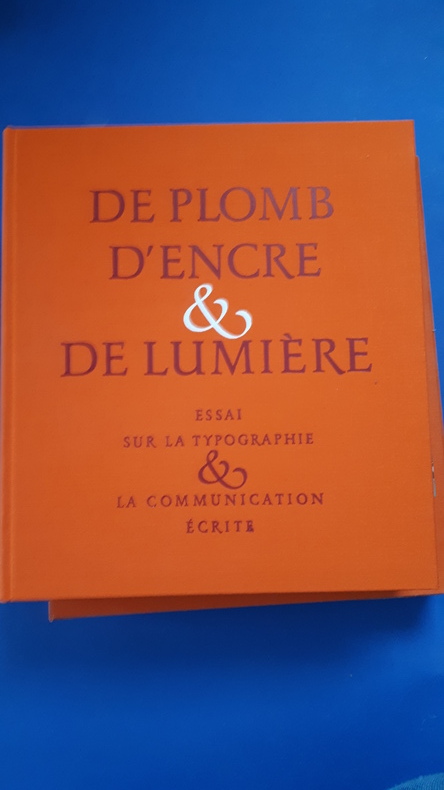 DE PLOMB
D'ENCRE
&
DE LUMIÈRE
ESSAI
SUR LA TYPOGRAPHIE
&
LA COMMUNICATION
ÉCRITE